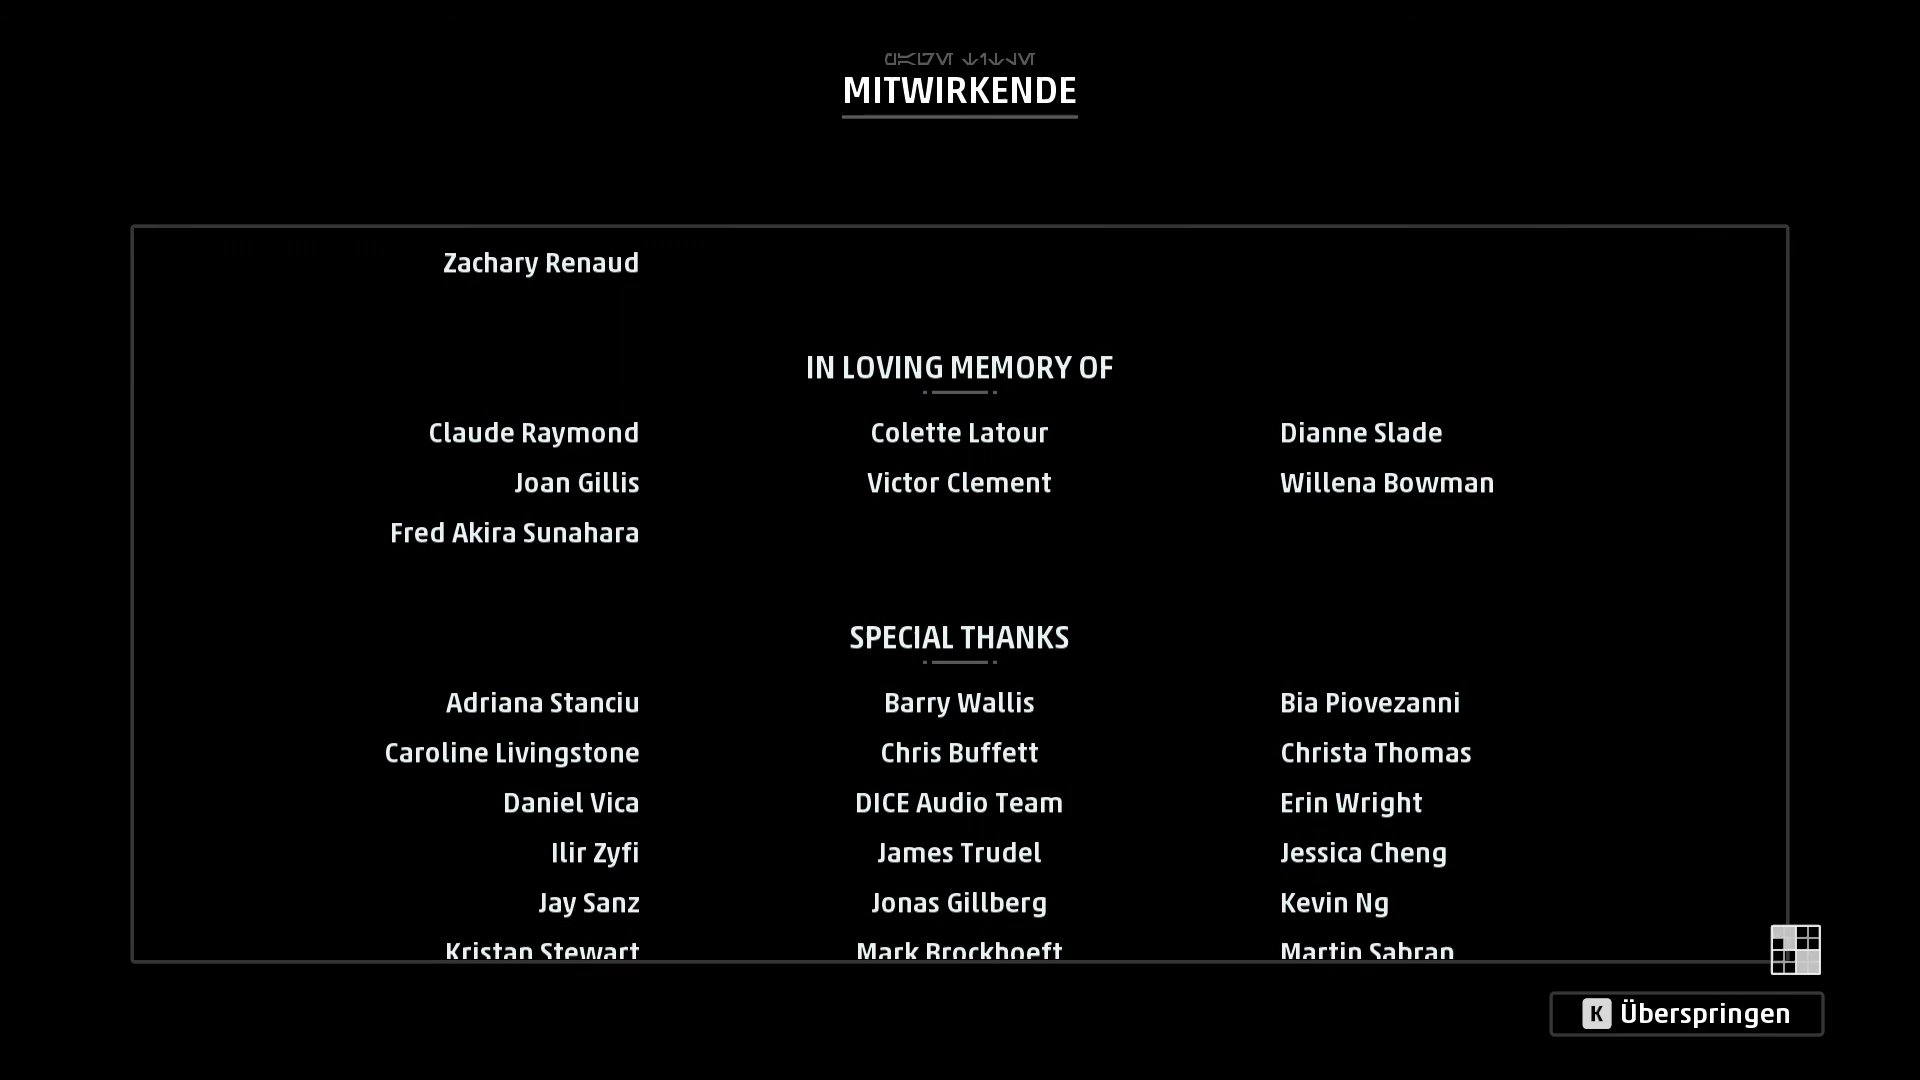 MITWIRKENDE
Zachary Renaud
IN LOVING MEMORY OF
Claude Raymond Colette Latour Dianne Slade
Joan Gillis Victor Clement Willena Bowman
Fred Akira Sunahara
SPECIAL THANKS
Adriana Stanciu Barry Wallis Bia Piovezanni
Caroline Livingstone Chris Buffett Christa Thomas
Daniel Vica DICE Audio Team Erin Wright
Ilir Zyfi James Trudel Jessica Cheng
Jay Sanz Jonas Gillberg Kevin Ng
Kristan Stewart Mark Brockhoeft Martin Sahran
K Überspringen